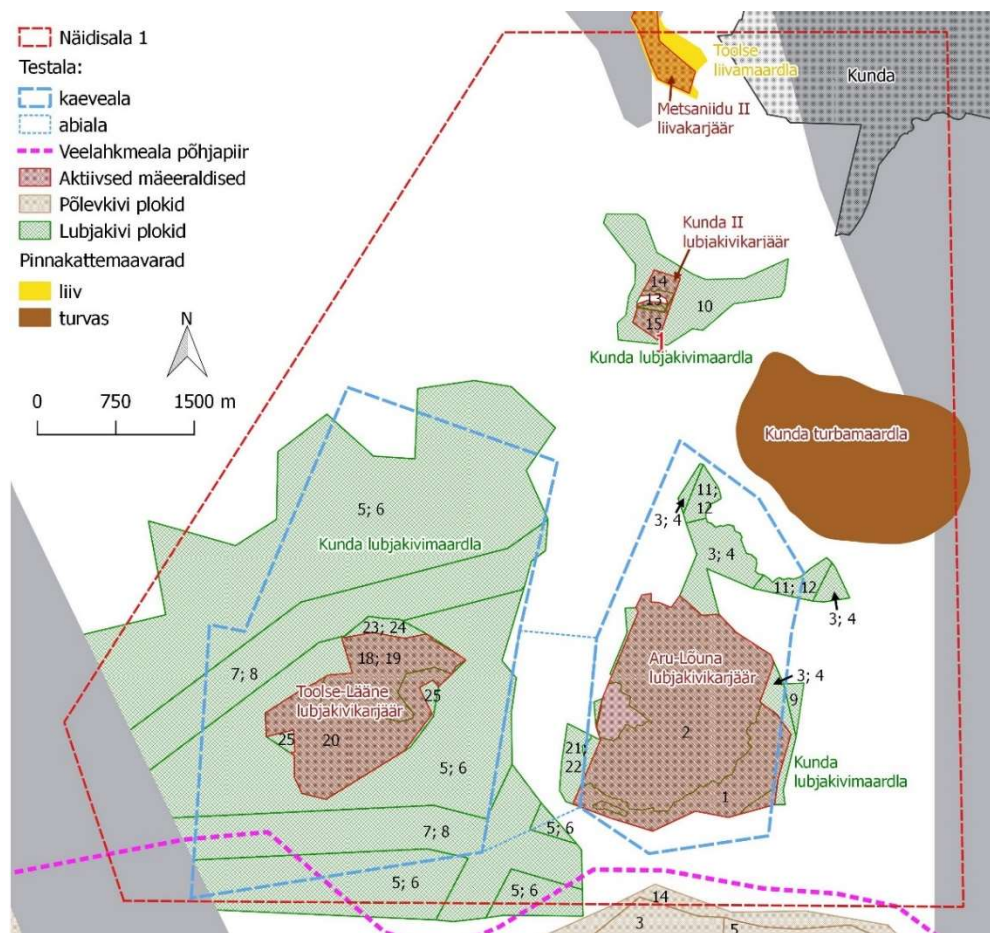 Näidisala 1
Testala:
kaeveala
abiala
Veelahkmeala põhjapiir
Aktiivsed mäeeraldised
Põlevkivi plokid
Lubjakivi plokid
Pinnakattemaavarad
liiv
turvas
N
0 750 1500 m
Toolse
liivamaardla
Kunda
Metsaniidu II
liivakarjäär
Kunda II
lubjakivikarjäär
14
13
10
15
Kunda lubjakivimaardla
Kunda turbamaardla
5; 6
Kunda lubjakivimaardla
11;
12
3; 4
3; 4
11; 12
3; 4
23; 24
18; 19
7; 8
Toolse-Lääne
lubjakivikarjäär
25
25
20
5; 6
Aru-Lõuna
lubjakivikarjäär
3; 4
9
2
21;
22
Kunda
lubjakivimaardla
1
7; 8
5; 6
5; 6
5; 6
14
3
5